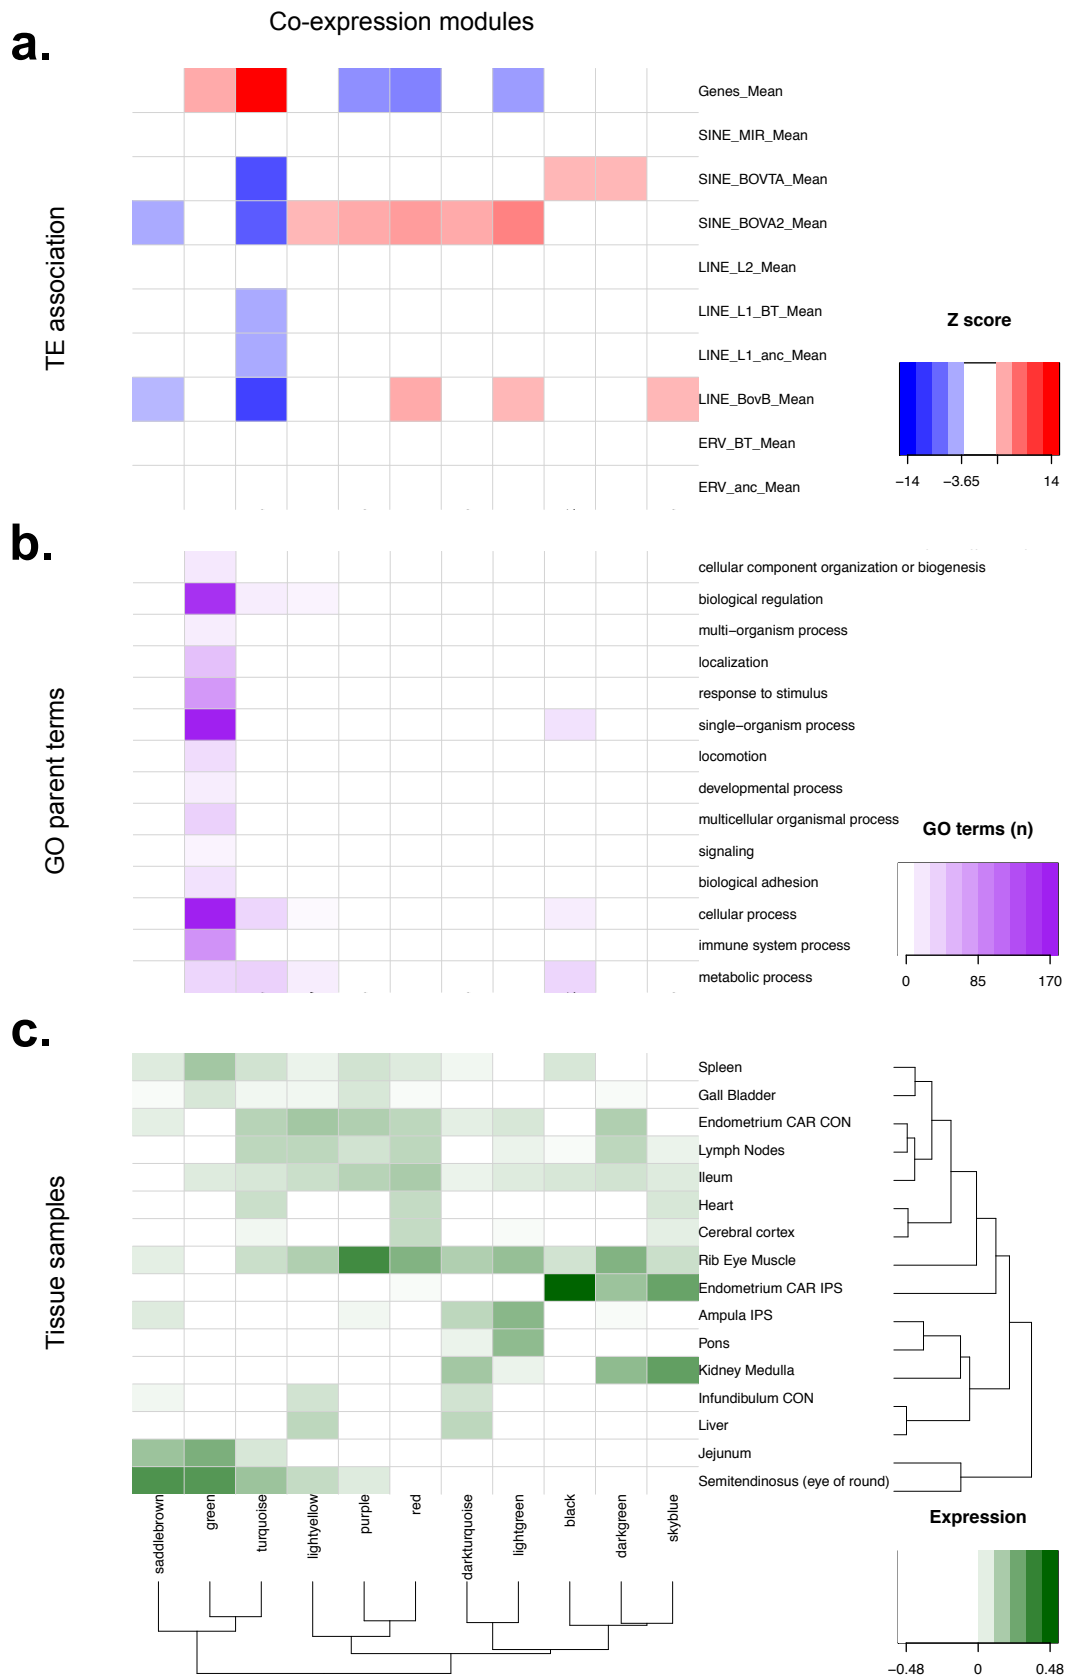 Co-expression modules
a.
TE association
Genes_Mean
SINE_MIR_Mean
SINE_BOVTA_Mean
SINE_BOVA2_Mean
LINE_L2_Mean
LINE_L1_BT_Mean
LINE_L1_anc_Mean
LINE_BovB_Mean
ERV_BT_Mean
ERV_anc_Mean
Z score
−14 −3.65 14
b.
GO parent terms
cellular component organization or biogenesis
biological regulation
multi−organism process
localization
response to stimulus
single−organism process
locomotion
developmental process
multicellular organismal process
signaling
biological adhesion
cellular process
immune system process
metabolic process
GO terms (n)
0 85 170
c.
Tissue samples
Spleen
Gall Bladder
Endometrium CAR CON
Lymph Nodes
Ileum
Heart
Cerebral cortex
Rib Eye Muscle
Endometrium CAR IPS
Ampula IPS
Pons
Kidney Medulla
Infundibulum CON
Liver
Jejunum
Semitendinosus (eye of round)
saddlebrown
green
turquoise
lightyellow
purple
red
darkturquoise
lightgreen
black
darkgreen
skyblue
Expression
−0.48 0 0.48